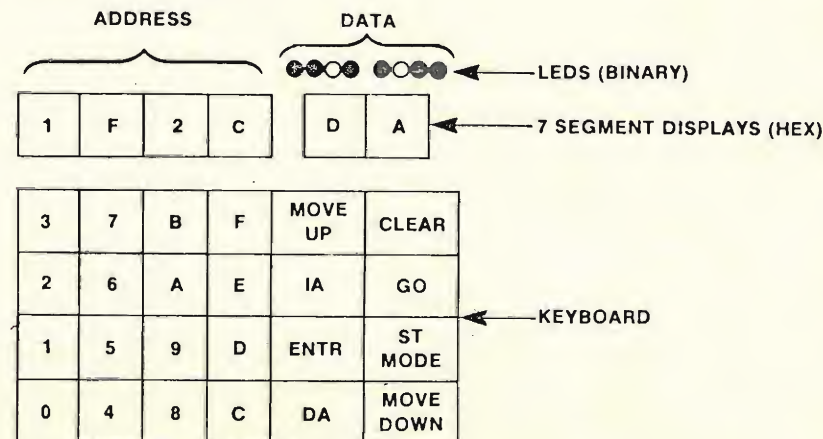 ADDRESS DATA
LEDS (BINARY)
1 F 2 C D A 7 SEGMENT DISPLAYS (HEX)
3 7 B F MOVE UP CLEAR
2 6 A E IA GO
KEYBOARD
1 5 9 D ENTR ST MODE
0 4 8 C DA MOVE DOWN